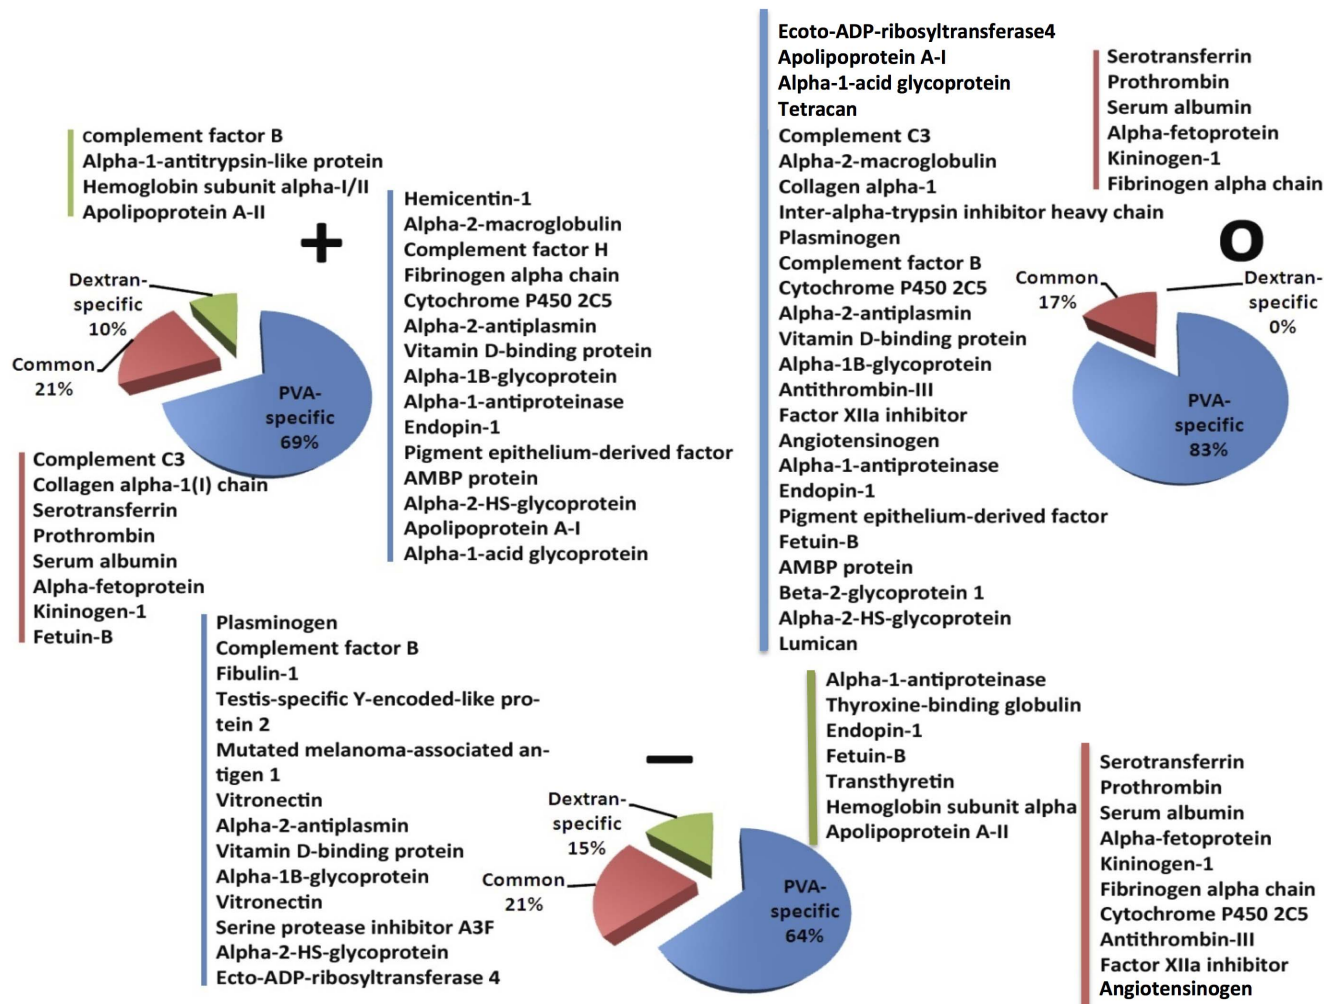 complement factor B
Alpha-1-antitrypsin-like protein
Hemoglobin subunit alpha-I/II
Apolipoprotein A-II
+
Dextran-
specific
10%
Common
21%
PVA-
specific
69%
Hemicentin-1
Alpha-2-macroglobulin
Complement factor H
Fibrinogen alpha chain
Cytochrome P450 2C5
Alpha-2-antiplasmin
Vitamin D-binding protein
Alpha-1B-glycoprotein
Alpha-1-antiproteinase
Endopin-1
Pigment epithelium-derived factor
AMBP protein
Alpha-2-HS-glycoprotein
Apolipoprotein A-I
Alpha-1-acid glycoprotein
Complement C3
Collagen alpha-1(I) chain
Serotransferrin
Prothrombin
Serum albumin
Alpha-fetoprotein
Kininogen-1
Fetuin-B
Ecoto-ADP-ribosyltransferase4
Apolipoprotein A-I
Alpha-1-acid glycoprotein
Tetracan
Complement C3
Alpha-2-macroglobulin
Collagen alpha-1
Inter-alpha-trypsin inhibitor heavy chain
Plasminogen
Complement factor B
Cytochrome P450 2C5
Alpha-2-antiplasmin
Vitamin D-binding protein
Alpha-1B-glycoprotein
Antithrombin-III
Factor XIIa inhibitor
Angiotensinogen
Alpha-1-antiproteinase
Endopin-1
Pigment epithelium-derived factor
Fetuin-B
AMBP protein
Beta-2-glycoprotein 1
Alpha-2-HS-glycoprotein
Lumican
Serotransferrin
Prothrombin
Serum albumin
Alpha-fetoprotein
Kininogen-1
Fibrinogen alpha chain
O
Common
17%
Dextran-
specific
0%
PVA-
specific
83%
Plasminogen
Complement factor B
Fibulin-1
Testis-specific Y-encoded-like pro-
tein 2
Mutated melanoma-associated an-
tigen 1
Vitronectin
Alpha-2-antiplasmin
Vitamin D-binding protein
Alpha-1B-glycoprotein
Vitronectin
Serine protease inhibitor A3F
Alpha-2-HS-glycoprotein
Ecto-ADP-ribosyltransferase 4
−
Dextran-
specific
15%
Common
21%
PVA-
specific
64%
Alpha-1-antiproteinase
Thyroxine-binding globulin
Endopin-1
Fetuin-B
Transthyretin
Hemoglobin subunit alpha
Apolipoprotein A-II
Serotransferrin
Prothrombin
Serum albumin
Alpha-fetoprotein
Kininogen-1
Fibrinogen alpha chain
Cytochrome P450 2C5
Antithrombin-III
Factor XIIa inhibitor
Angiotensinogen